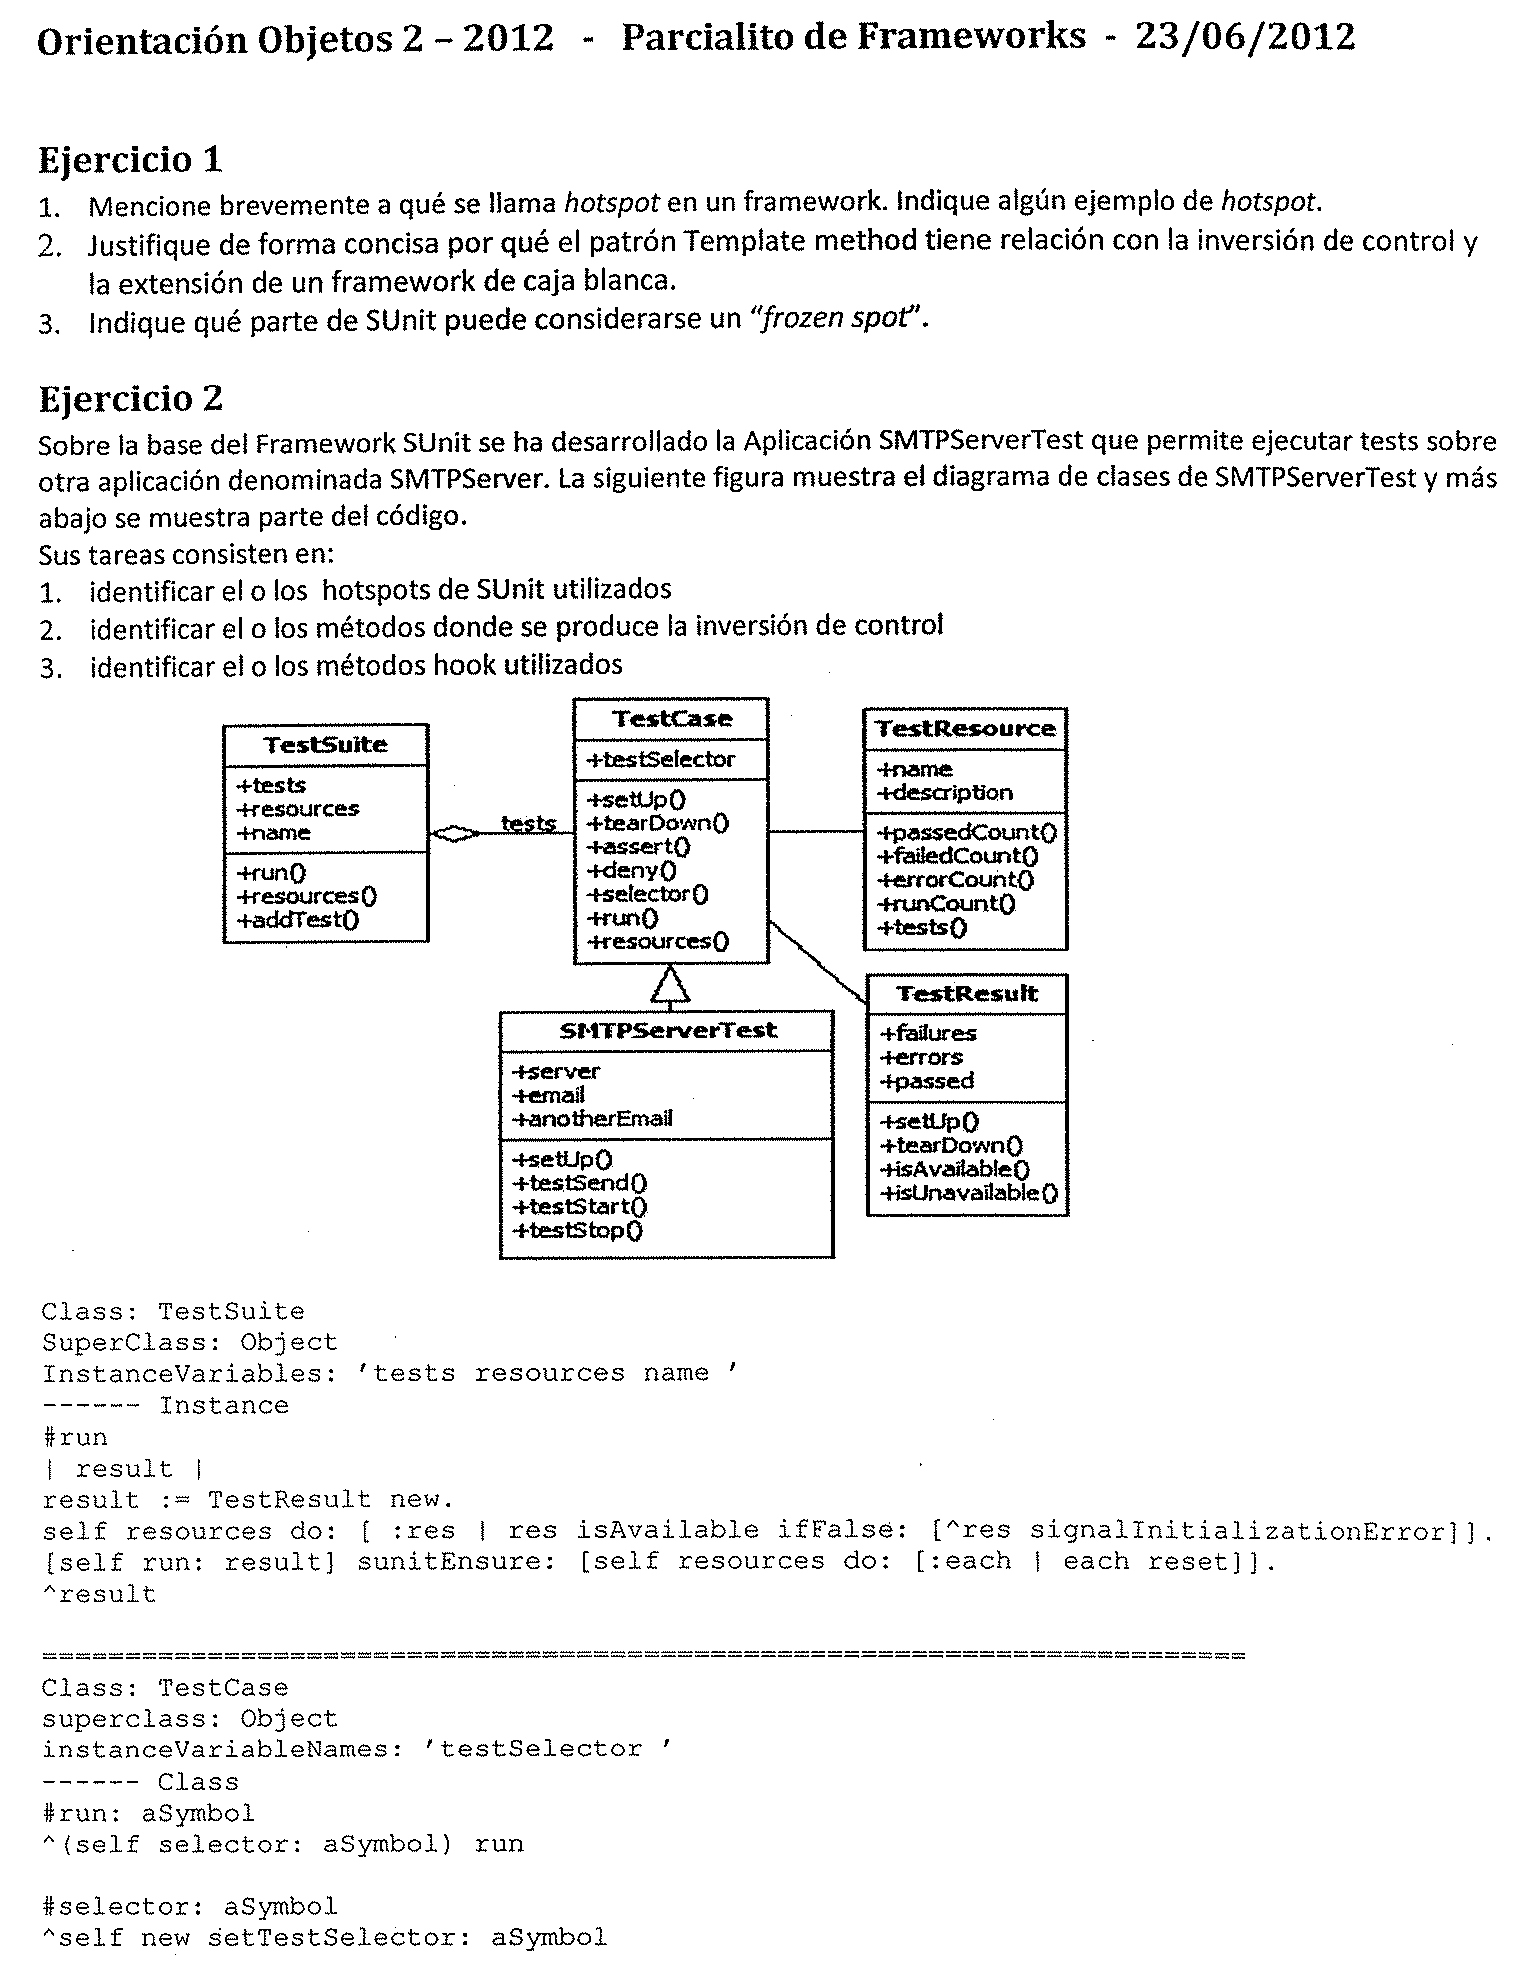 Orientación Objetos 2 – 2012 - Parcialito de Frameworks - 23/06/2012
Ejercicio 1
1. Mencione brevemente a qué se llama hotspot en un framework. Indique algún ejemplo de hotspot.
2. Justifique de forma concisa por qué el patrón Template method tiene relación con la inversión de control y
la extensión de un framework de caja blanca.
3. Indique qué parte de SUnit puede considerarse un "frozen spot".
Ejercicio 2
Sobre la base del Framework SUnit se ha desarrollado la Aplicación SMTPServerTest que permite ejecutar tests sobre
otra aplicación denominada SMTPServer. La siguiente figura muestra el diagrama de clases de SMTPServerTest y más
abajo se muestra parte del código.
Sus tareas consisten en:
1. identificar el o los hotspots de SUnit utilizados
2. identificar el o los métodos donde se produce la inversión de control
3. identificar el o los métodos hook utilizados
TestSuite
+tests
+resources
+name
+run()
+resources()
+addTest()
tests
TestCase
+testSelector
+setUp()
+tearDown()
+assert()
+deny()
+selector()
+run()
+resources()
TestResource
+name
+description
+passedCount()
+failedCount()
+errorCount()
+runCount()
+tests()
SMTPServerTest
+server
+email
+anotherEmail
+setUp()
+testSend()
+testStart()
+testStop()
TestResult
+failures
+errors
+passed
+setUp()
+tearDown()
+isAvailable()
+isUnavailable()
Class: TestSuite
SuperClass: Object
InstanceVariables: 'tests resources name '
------ Instance
#run
| result |
result := TestResult new.
self resources do: [ :res | res isAvailable ifFalse: [^res signalInitializationError]].
[self run: result] sunitEnsure: [self resources do: [:each | each reset]].
^result
=========================================================================
Class: TestCase
superclass: Object
instanceVariableNames: 'testSelector '
------ Class
#run: aSymbol
^(self selector: aSymbol) run
#selector: aSymbol
^self new setTestSelector: aSymbol